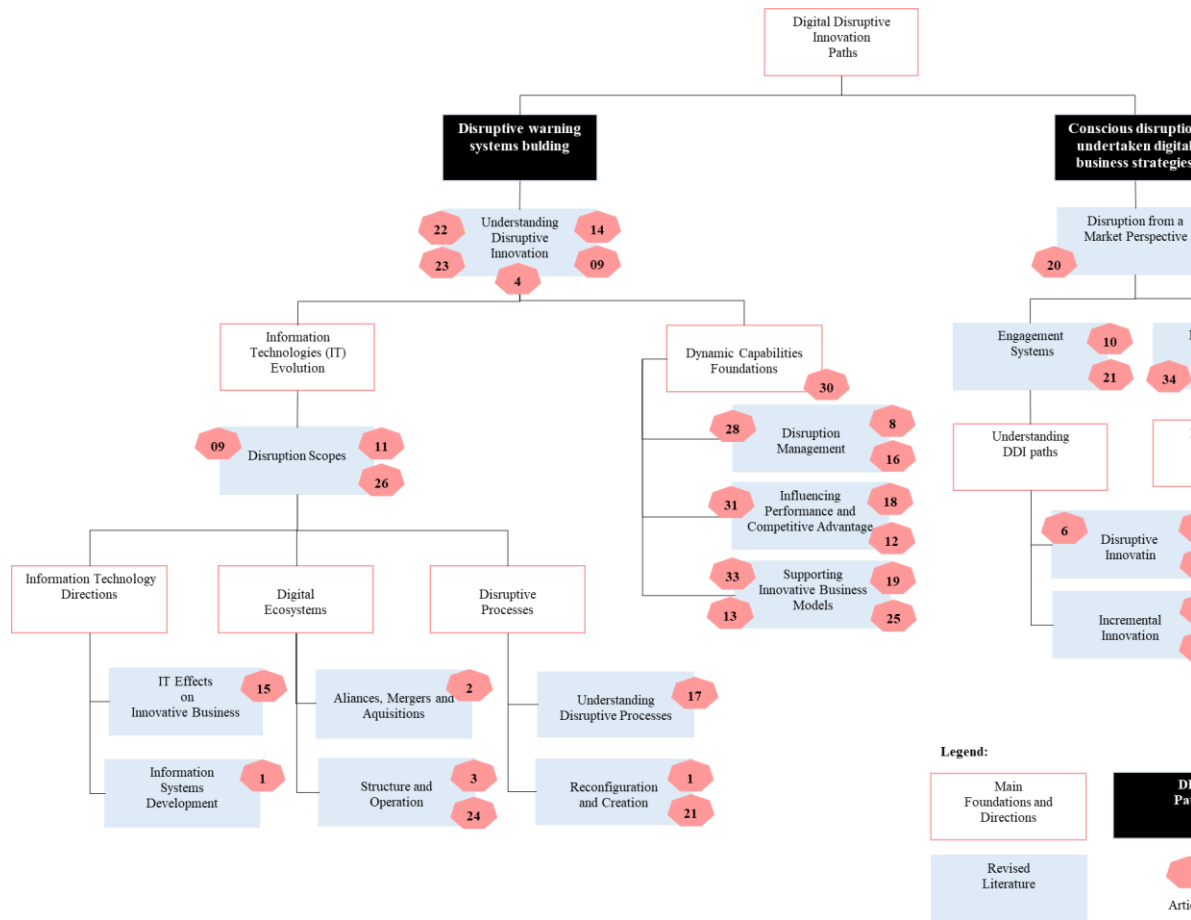 Digital Disruptive
Innovation
Paths
Disruptive warning
systems bulding
Conscious disruption
undertaken digital
business strategies
22
Understanding
Disruptive
Innovation
14
23
09
4
Disruption from a
Market Perspective
20
Information
Technologies (IT)
Evolution
Dynamic Capabilities
Foundations
30
Engagement
Systems
10
21
34
09
Disruption Scopes
11
26
28
Disruption
Management
8
16
Understanding
DDI paths
31
Influencing
Performance and
Competitive Advantage
18
12
6
Disruptive
Innovatin
33
Supporting
Innovative Business
Models
19
13
25
Incremental
Innovation
Information Technology
Directions
Digital
Ecosystems
Disruptive
Processes
IT Effects
on
Innovative Business
15
Aliances, Mergers and
Aquisitions
2
Understanding
Disruptive Processes
17
Information
Systems
Development
1
Structure and
Operation
3
24
Reconfiguration
and Creation
1
21
Legend:
Main
Foundations and
Directions
Revised
Literature